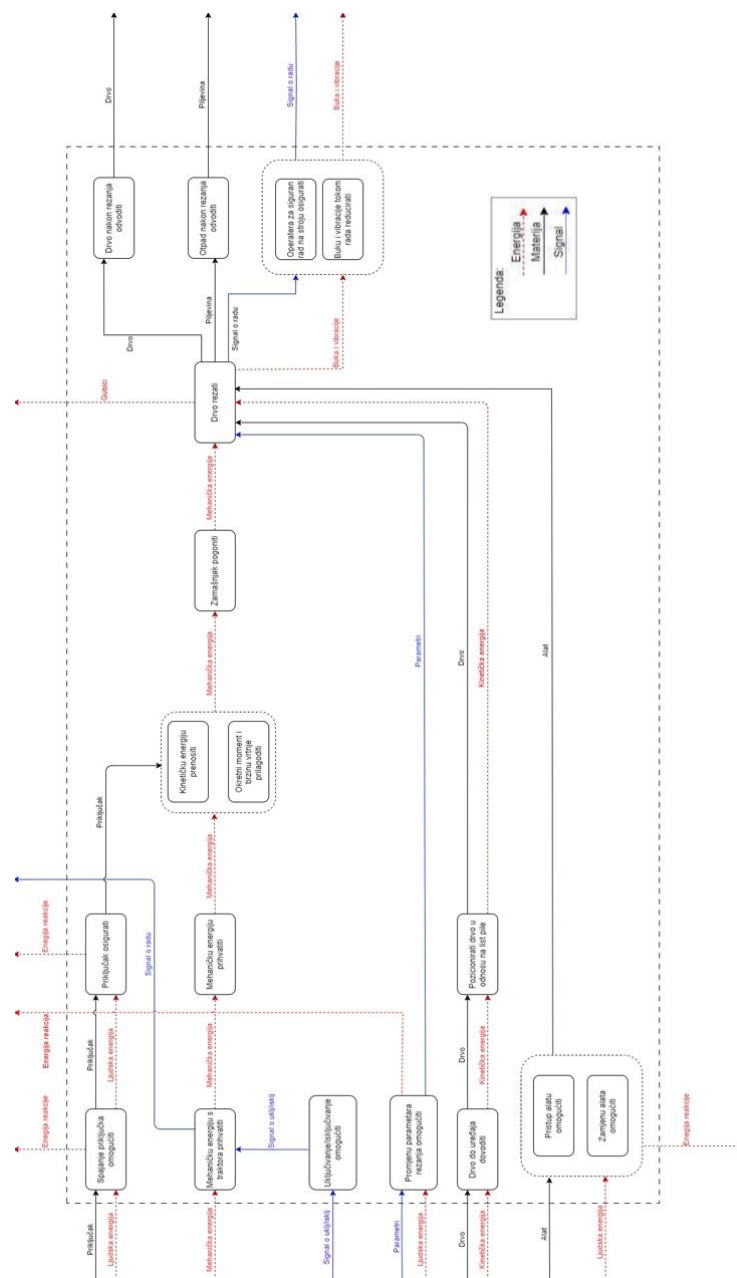 Enegija reakcije
Energija reakcija
Enegija reakcije
Gubici
Priključak
Ljudska energija
Spajanje priključka
omogućiti
Priključak
Ljudska energija
Priključak osigurati
Priključak
Drvo
Drvo nakon rezanja
odvoditi
Drvo
Signal o radu
Mehanička energija
Mehaničku energiju s
traktora prihvatiti
Mehanička energija
Mehaničku energiju
prihvatiti
Mehanička energija
Kinetičku energiju
prenositi
Okretni moment i
brzinu vrtnje
prilagoditi
Mehanička energija
Zamašnjak pogoniti
Mehanička energija
Drvo rezati
Piljevina
Otpad nakon rezanja
odvoditi
Piljevina
Signal o radu
Buka i vibracije
Operatera za siguran
rad na stroju osigurati
Buku i vibracije tokom
rada reducirati
Signal o radu
Buka i vibracije
Signal o uklj/isklj
Uključivanje/isključivanje
omogućiti
Signal o uklj/isklj
Parametri
Ljudska energija
Promjenu parametara
rezanja omogućiti
Parametri
Drvo
Kinetička energija
Drvo do uređaja
dovoditi
Drvo
Kinetička energija
Pozicionirati drvo u
odnosu na list pile
Drvo
Kinetička energija
Alat
Ljudska energija
Pristup alatu
omogućiti
Zamjenu alata
omogućiti
Alat
Enegija reakcije
Legenda:
Energija
Materija
Signal